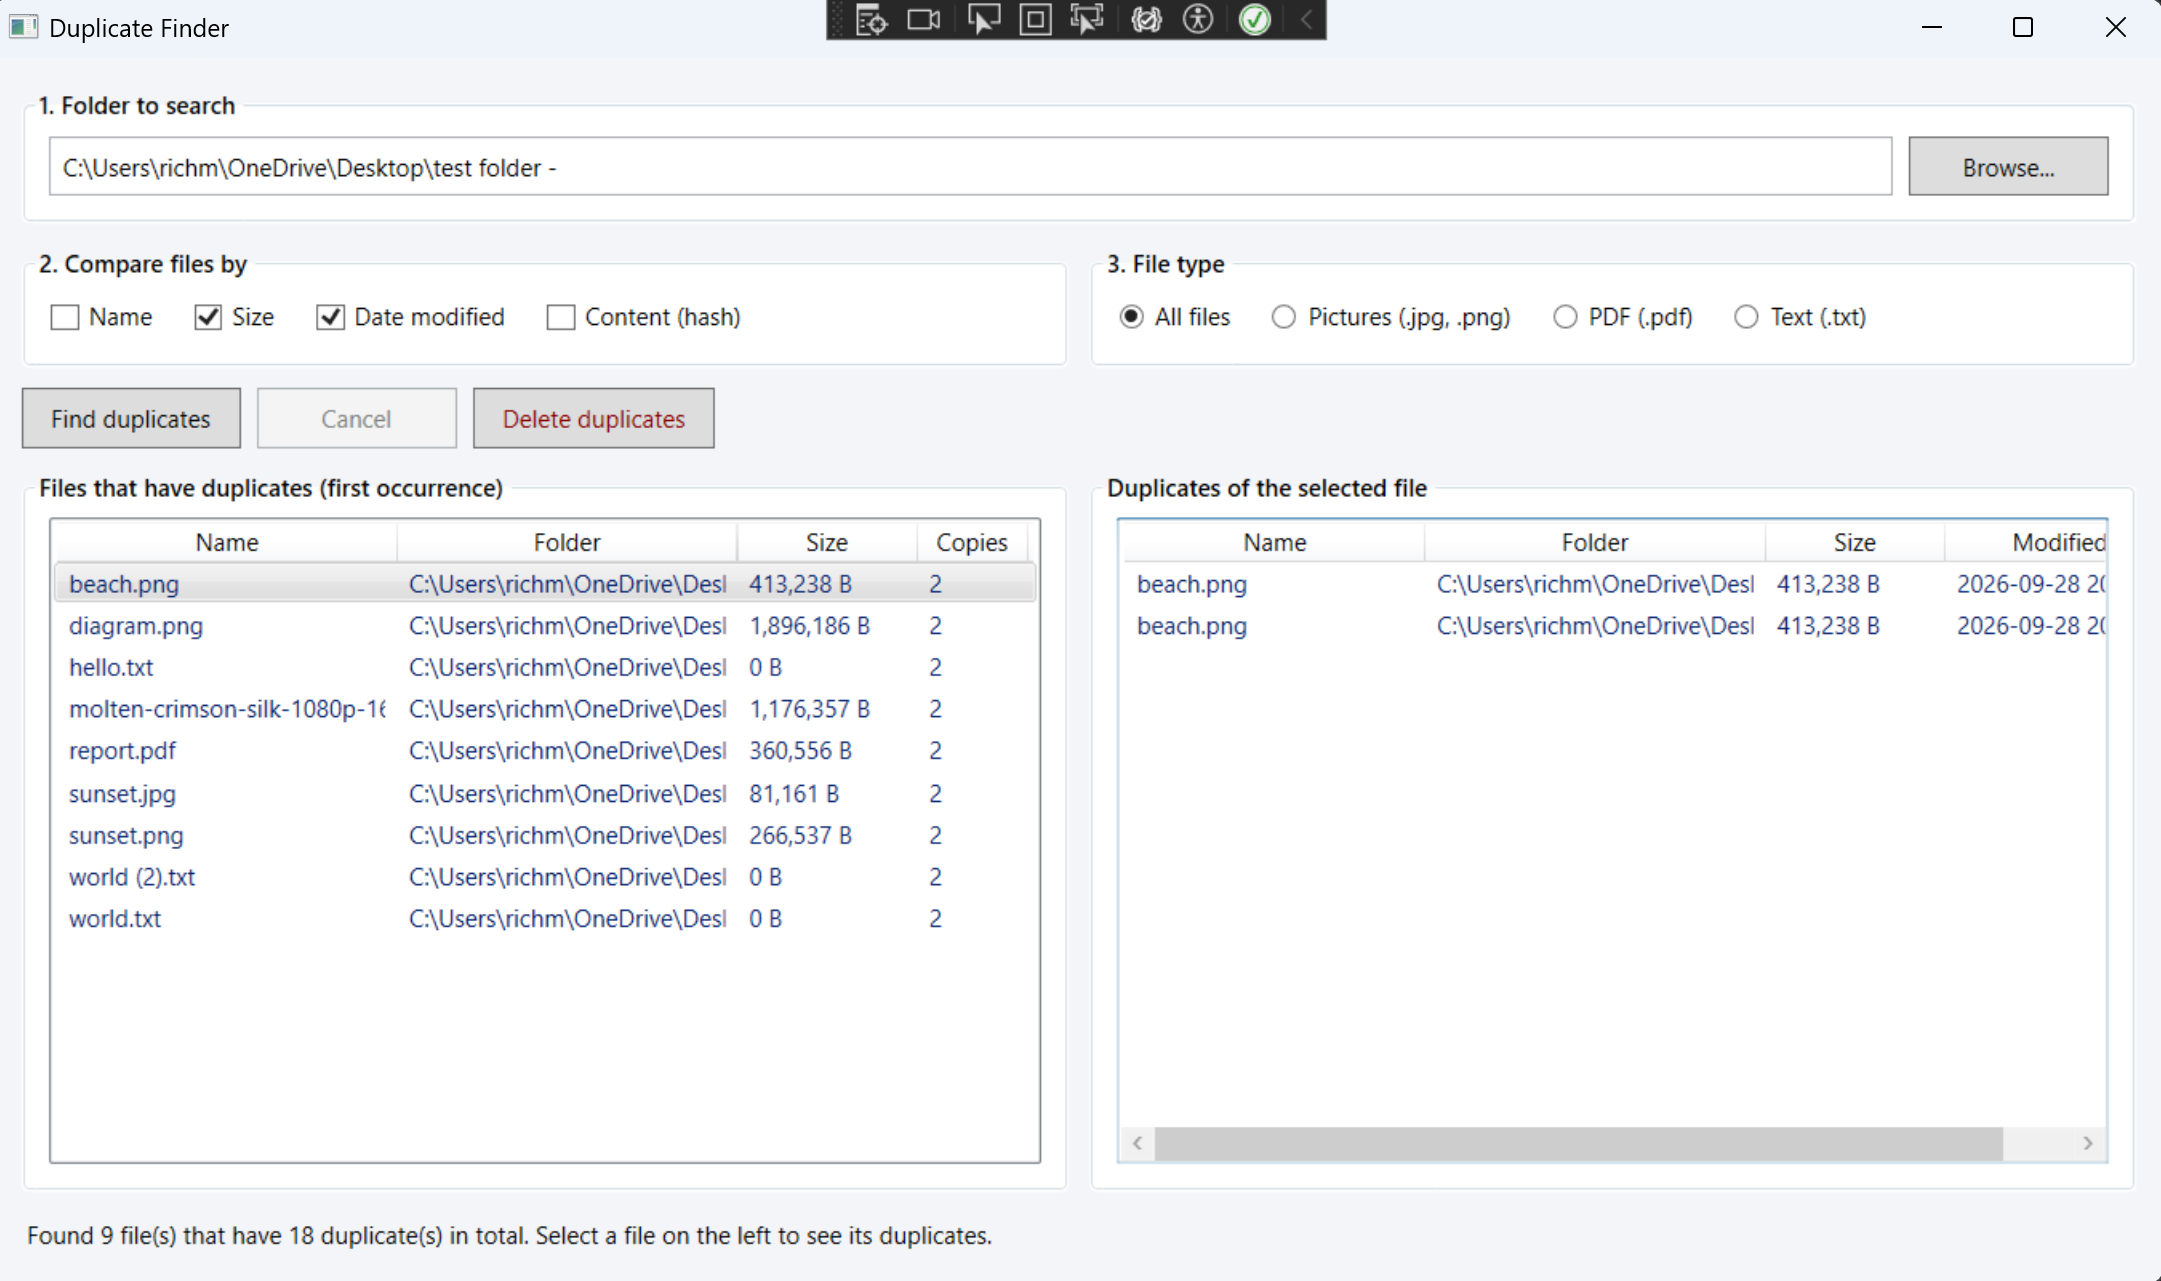 Duplicate Finder
1. Folder to search
C:\Users\richm\OneDrive\Desktop\test folder -
Browse...
2. Compare files by
Name Size Date modified Content (hash)
3. File type
All files Pictures (.jpg, .png) PDF (.pdf) Text (.txt)
Find duplicates Cancel Delete duplicates
Files that have duplicates (first occurrence)
Name Folder Size Copies
beach.png C:\Users\richm\OneDrive\Desl 413,238 B 2
diagram.png C:\Users\richm\OneDrive\Desl 1,896,186 B 2
hello.txt C:\Users\richm\OneDrive\Desl 0 B 2
molten-crimson-silk-1080p-16 C:\Users\richm\OneDrive\Desl 1,176,357 B 2
report.pdf C:\Users\richm\OneDrive\Desl 360,556 B 2
sunset.jpg C:\Users\richm\OneDrive\Desl 81,161 B 2
sunset.png C:\Users\richm\OneDrive\Desl 266,537 B 2
world (2).txt C:\Users\richm\OneDrive\Desl 0 B 2
world.txt C:\Users\richm\OneDrive\Desl 0 B 2
Duplicates of the selected file
Name Folder Size Modified
beach.png C:\Users\richm\OneDrive\Desl 413,238 B 2026-09-28 20
beach.png C:\Users\richm\OneDrive\Desl 413,238 B 2026-09-28 20
Found 9 file(s) that have 18 duplicate(s) in total. Select a file on the left to see its duplicates.